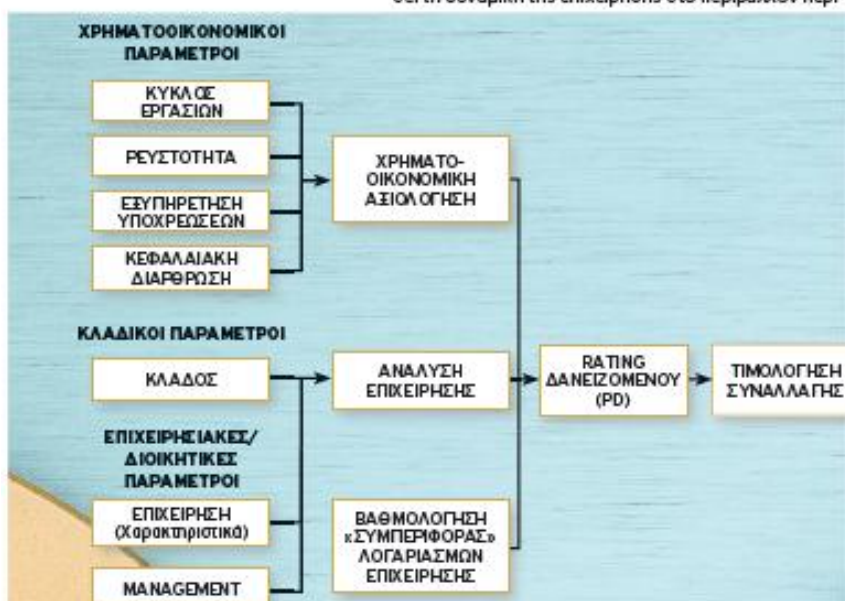 ΧΡΗΜΑΤΟΟΙΚΟΝΟΜΙΚΟΙ
ΠΑΡΑΜΕΤΡΟΙ
ΚΥΚΛΟΣ
ΕΡΓΑΣΙΩΝ
ΡΕΥΣΤΟΤΗΤΑ
ΕΞΥΠΗΡΕΤΗΣΗ
ΥΠΟΧΡΕΩΣΕΩΝ
ΚΕΦΑΛΑΙΑΚΗ
ΔΙΑΡΘΡΩΣΗ
ΧΡΗΜΑΤΟ-
ΟΙΚΟΝΟΜΙΚΗ
ΑΞΙΟΛΟΓΗΣΗ
ΚΛΑΔΙΚΟΙ ΠΑΡΑΜΕΤΡΟΙ
ΚΛΑΔΟΣ
ΑΝΑΛΥΣΗ
ΕΠΙΧΕΙΡΗΣΗΣ
RATING
ΔΑΝΕΙΖΟΜΕΝΟΥ
(PD)
ΤΙΜΟΛΟΓΗΣΗ
ΣΥΝΑΛΛΑΓΗΣ
ΕΠΙΧΕΙΡΗΣΙΑΚΕΣ/
ΔΙΟΙΚΗΤΙΚΕΣ
ΠΑΡΑΜΕΤΡΟΙ
ΕΠΙΧΕΙΡΗΣΗ
(Χαρακτηριστικά)
MANAGEMENT
ΒΑΘΜΟΛΟΓΗΣΗ
«ΣΥΜΠΕΡΙΦΟΡΑΣ»
ΛΟΓΑΡΙΑΣΜΩΝ
ΕΠΙΧΕΙΡΗΣΗΣ